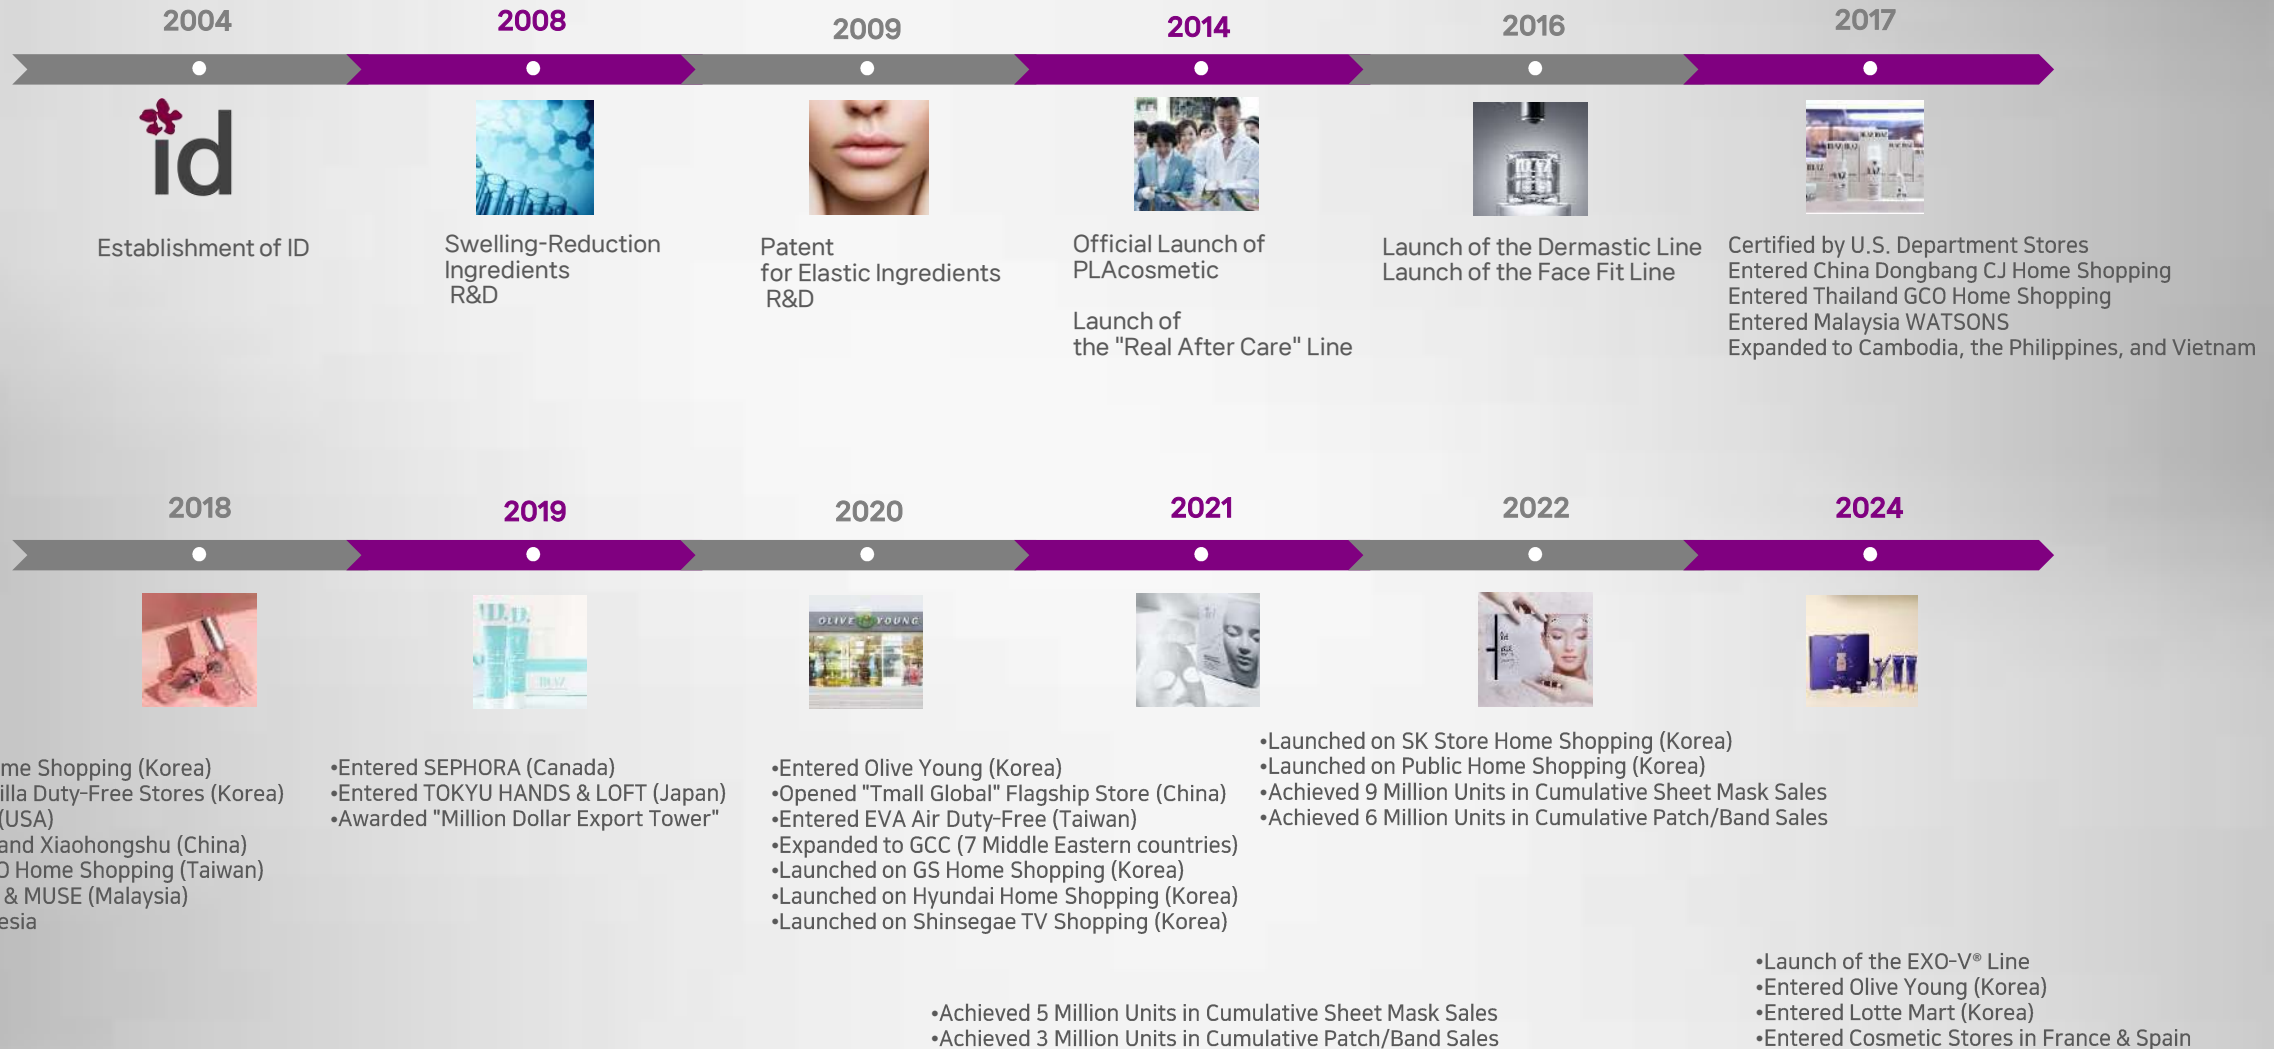 2004
2008
2009
2014
2016
2017
id
Establishment of ID
Swelling-Reduction
Ingredients
R&D
Patent
for Elastic Ingredients
R&D
Official Launch of
PLAcosmetic
Launch of
the "Real After Care" Line
Launch of the Dermastic Line
Launch of the Face Fit Line
Certified by U.S. Department Stores
Entered China Dongbang CJ Home Shopping
Entered Thailand GCO Home Shopping
Entered Malaysia WATSONS
Expanded to Cambodia, the Philippines, and Vietnam
2018
2019
2020
2021
2022
2024
OLIVE YOUNG
me Shopping (Korea)
illa Duty-Free Stores (Korea)
(USA)
and Xiaohongshu (China)
O Home Shopping (Taiwan)
& MUSE (Malaysia)
esia
•Entered SEPHORA (Canada)
•Entered TOKYU HANDS & LOFT (Japan)
•Awarded "Million Dollar Export Tower"
•Entered Olive Young (Korea)
•Opened "Tmall Global" Flagship Store (China)
•Entered EVA Air Duty-Free (Taiwan)
•Expanded to GCC (7 Middle Eastern countries)
•Launched on GS Home Shopping (Korea)
•Launched on Hyundai Home Shopping (Korea)
•Launched on Shinsegae TV Shopping (Korea)
•Achieved 5 Million Units in Cumulative Sheet Mask Sales
•Achieved 3 Million Units in Cumulative Patch/Band Sales
•Launched on SK Store Home Shopping (Korea)
•Launched on Public Home Shopping (Korea)
•Achieved 9 Million Units in Cumulative Sheet Mask Sales
•Achieved 6 Million Units in Cumulative Patch/Band Sales
•Launch of the EXO-V® Line
•Entered Olive Young (Korea)
•Entered Lotte Mart (Korea)
•Entered Cosmetic Stores in France & Spain